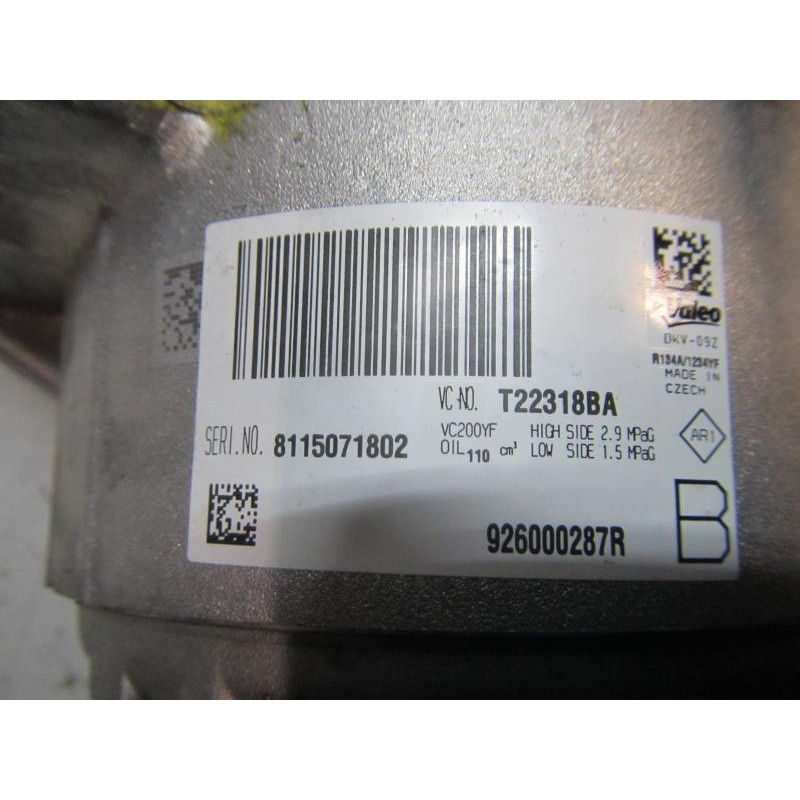 Valeo
DKV-09Z
R134A/1234YF
MADE IN
CZECH
VC-NO. T22318BA
SERI.NO. 8115071802
VC200YF HIGH SIDE 2.9 MPaG
OIL 110 cm³ LOW SIDE 1.5 MPaG
AR1
926000287R
B